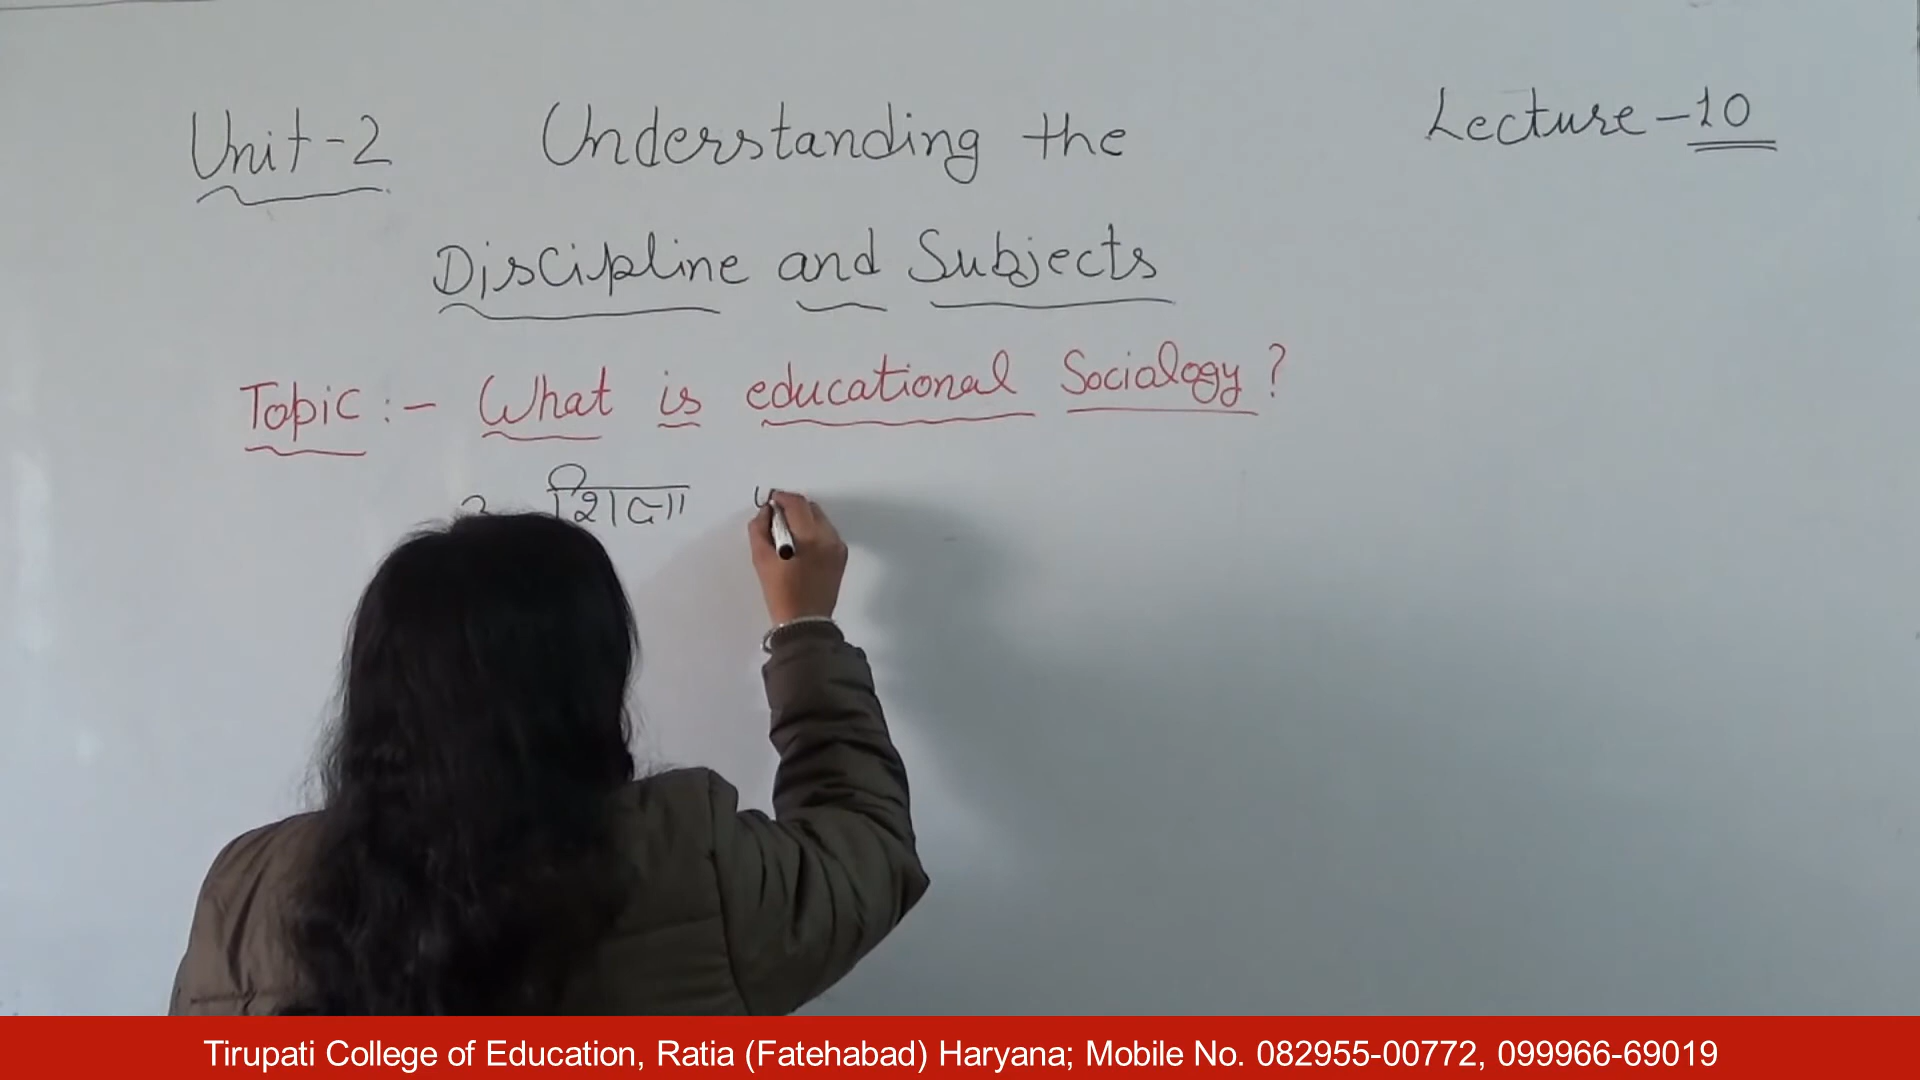 Unit-2 Understanding the Lecture-10
Discipline and Subjects
Topic :- What is educational Socialogy ?
शिक्षा
Tirupati College of Education, Ratia (Fatehabad) Haryana; Mobile No. 082955-00772, 099966-69019